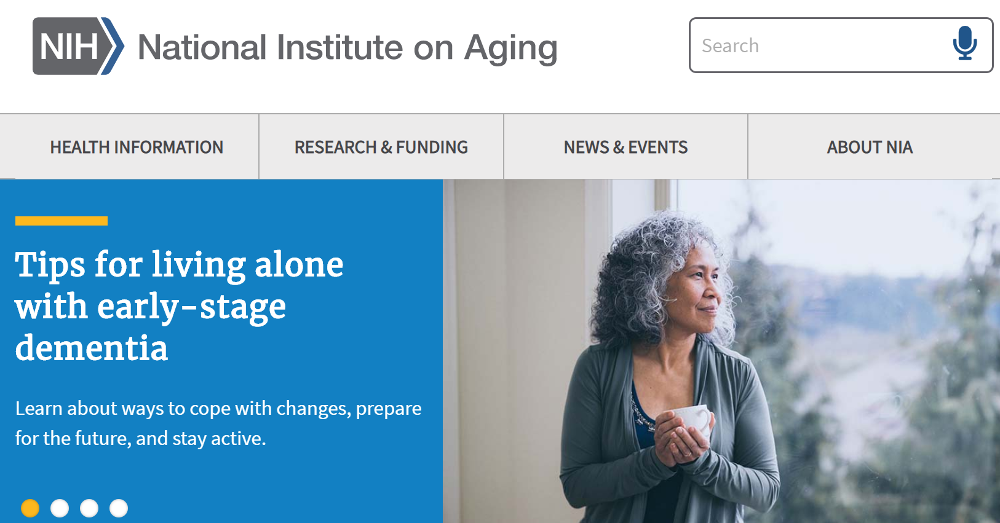 NIH National Institute on Aging
Search
HEALTH INFORMATION
RESEARCH & FUNDING
NEWS & EVENTS
ABOUT NIA
Tips for living alone
with early-stage
dementia
Learn about ways to cope with changes, prepare
for the future, and stay active.